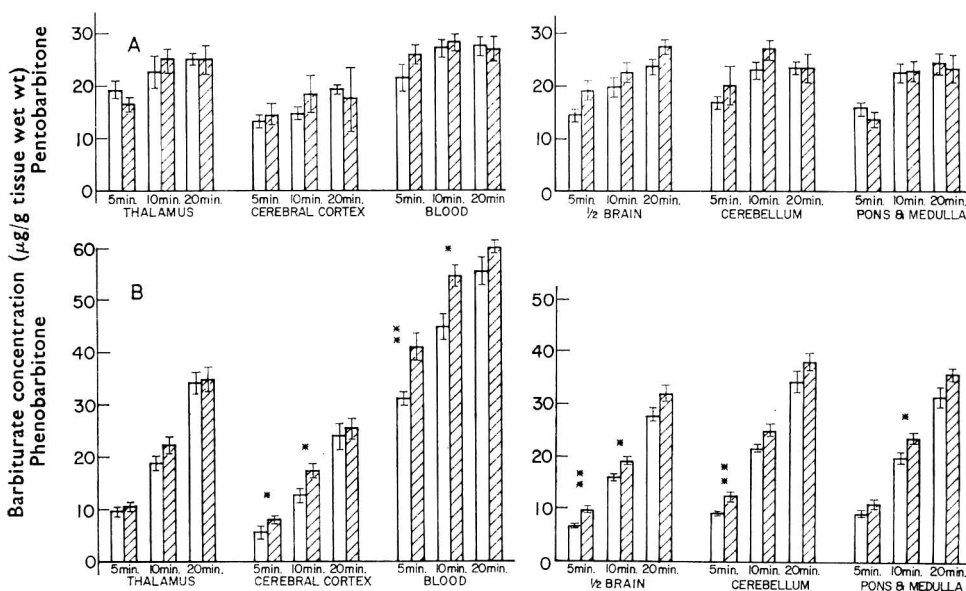 Barbiturate concentration (μg/g tissue wet wt)
Pentobarbitone
Phenobarbitone
A
30
20
10
0
5min. 10min. 20min. 5min. 10min. 20min. 5min. 10min. 20min.
THALAMUS CEREBRAL CORTEX BLOOD
30
20
10
0
5min. 10min. 20min. 5min. 10min. 20min. 5min. 10min. 20min.
½ BRAIN CEREBELLUM PONS & MEDULLA
B
60
50
40
30
20
10
0
* * * * * 
5min. 10min. 20min. 5min. 10min. 20min. 5min. 10min. 20min.
THALAMUS CEREBRAL CORTEX BLOOD
50
40
30
20
10
0
* * * * * *
5min. 10min. 20min. 5min. 10min. 20min. 5min. 10min. 20min.
½ BRAIN CEREBELLUM PONS & MEDULLA